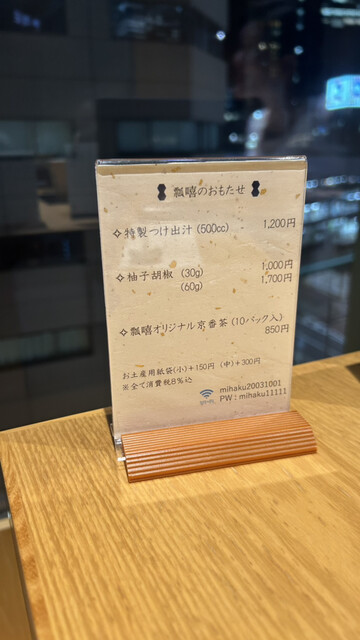 瓢嘻のおもたせ
✧特製つけ出汁 (500cc) - 1,200円
✧柚子胡椒 (30g) 1,000円
(60g) 1,700円
✧瓢嘻オリジナル京番茶 (10パック入)
850円
お土産用紙袋(小)+150円 (中)+300円
※全て消費税8%込
mihaku20031001
PW : mihaku11111